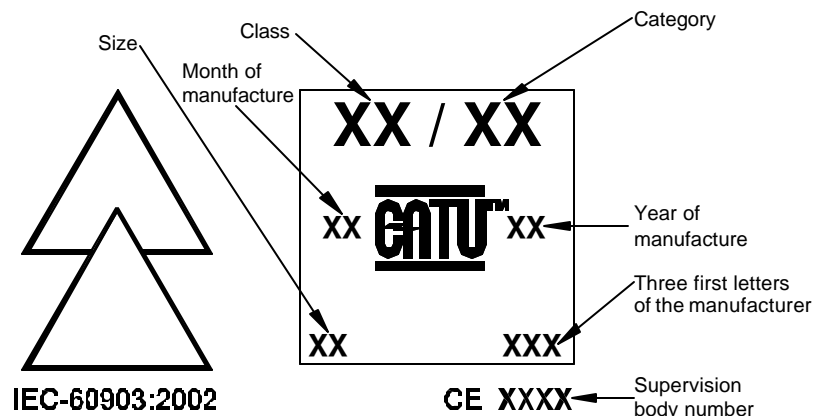 Size
Class
Category
Month of
manufacture
XX / XX
XX CATU™ XX
Year of
manufacture
Three first letters
of the manufacturer
XX
XXX
IEC-60903:2002
CE XXXX
Supervision
body number